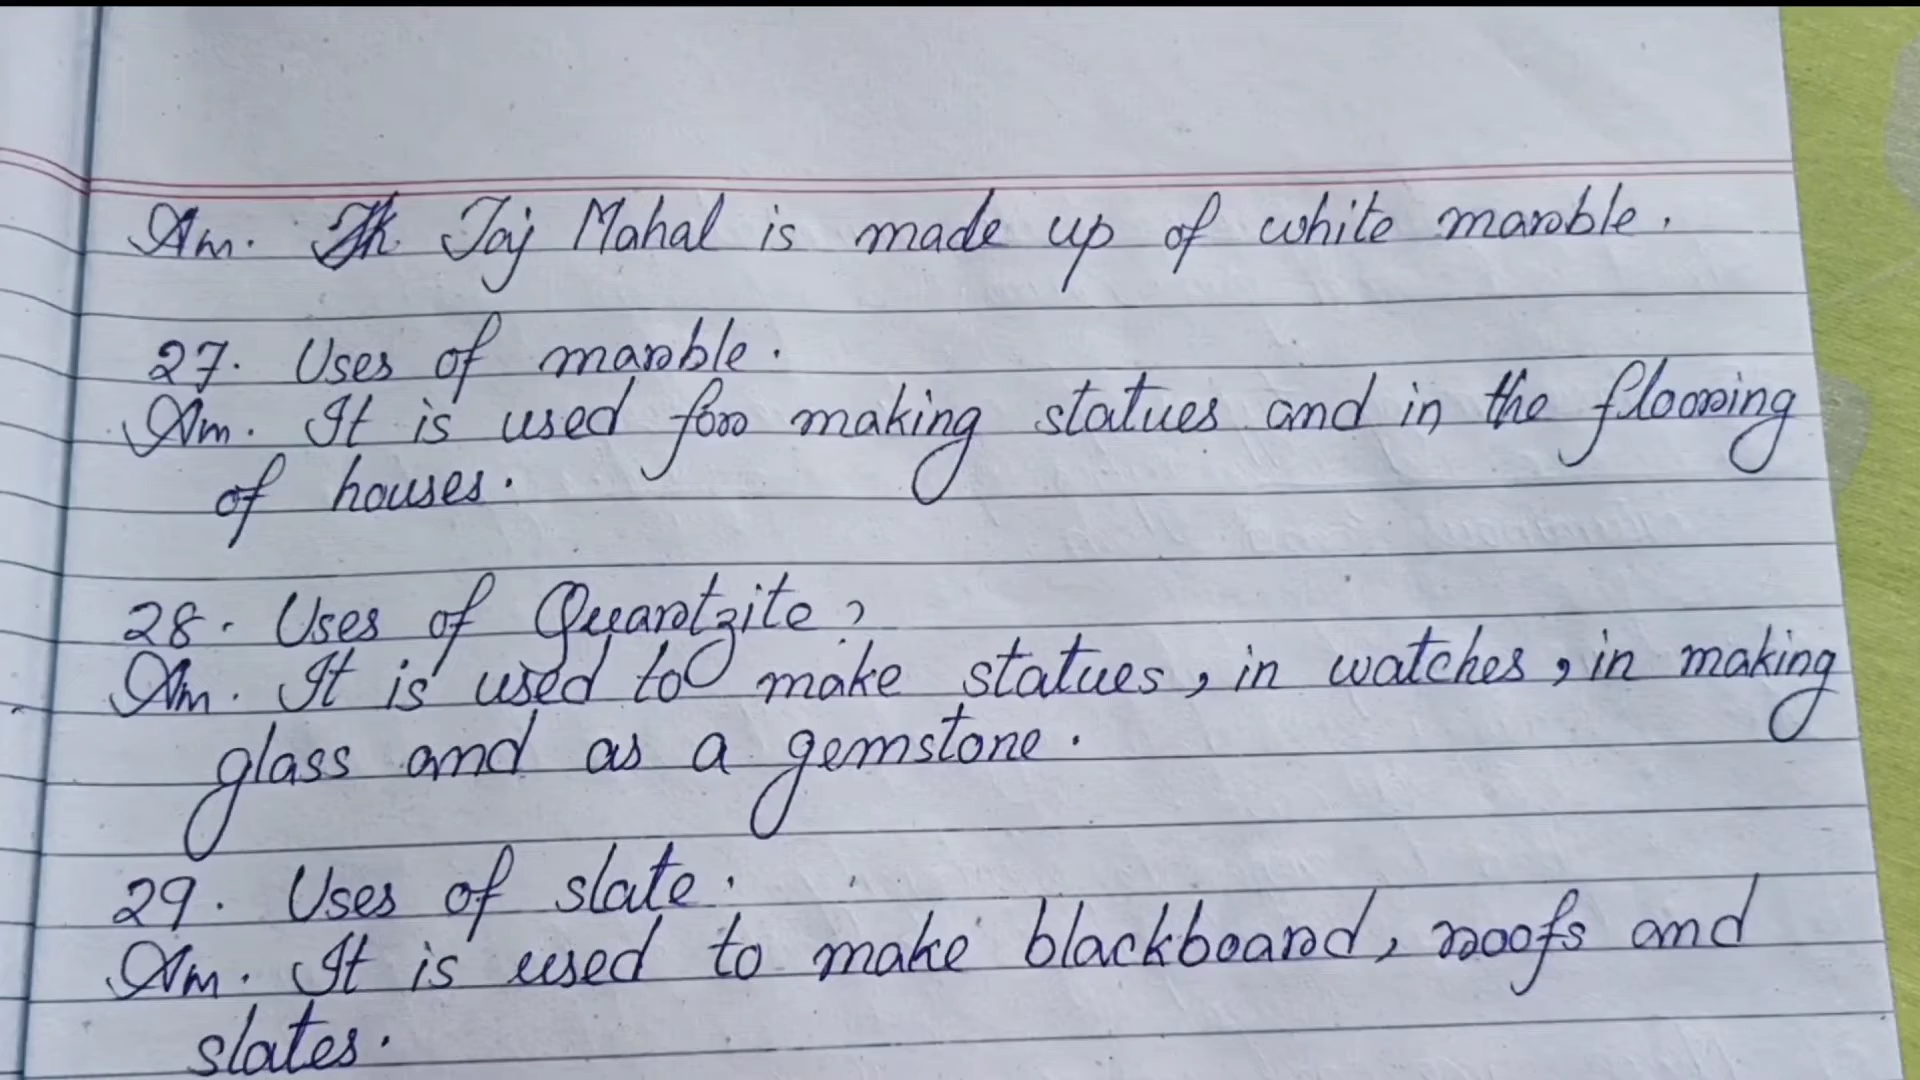 Ans. Taj Mahal is made up of white marble.
27. Uses of marble.
Ans. It is used for making statues and in the flooring
of houses.
28. Uses of Quartzite?
Ans. It is used to make statues, in watches, in making
glass and as a gemstone.
29. Uses of slate.
Ans. It is used to make blackboard, roofs and
slates.